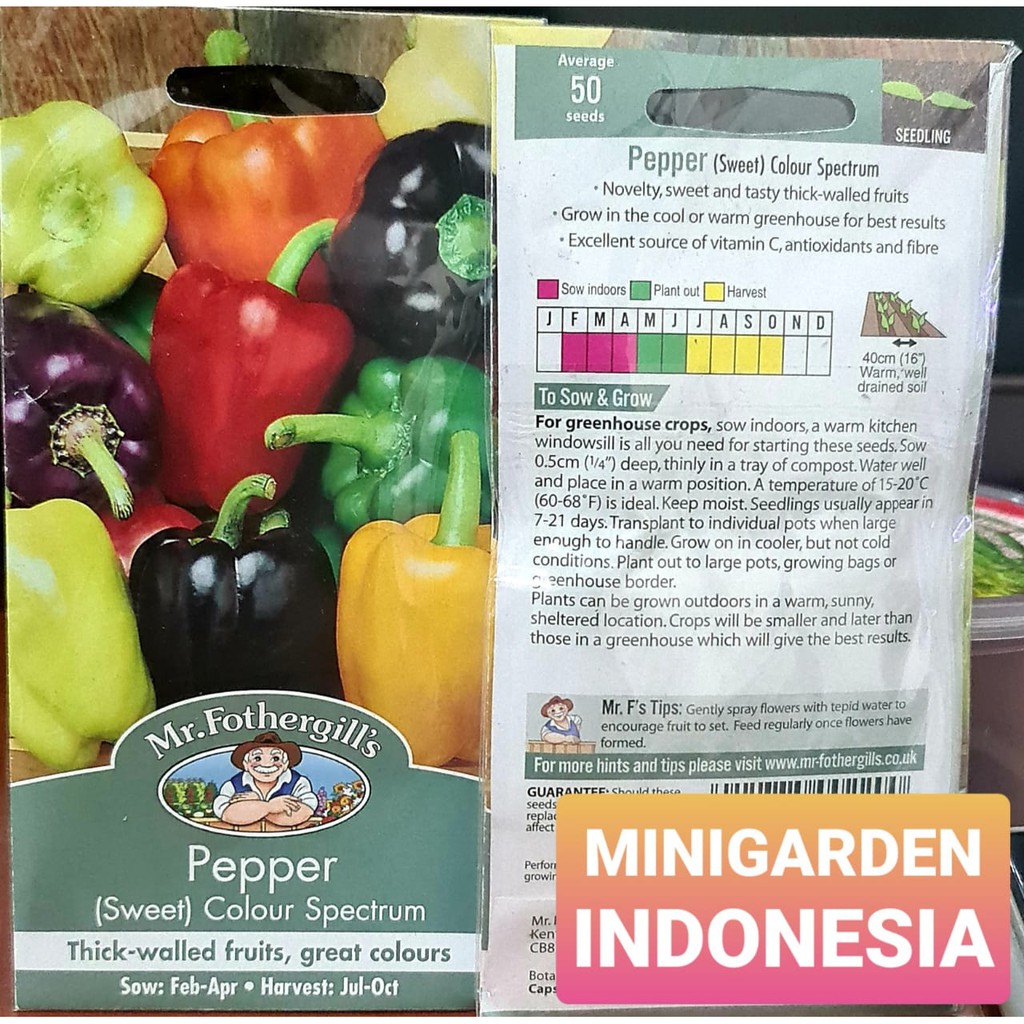 Mr. Fothergill's
Pepper
(Sweet) Colour Spectrum
Thick-walled fruits, great colours
Sow: Feb-Apr • Harvest: Jul-Oct
Average
50
seeds
SEEDLING
Pepper (Sweet) Colour Spectrum
• Novelty, sweet and tasty thick-walled fruits
• Grow in the cool or warm greenhouse for best results
• Excellent source of vitamin C, antioxidants and fibre
Sow indoors Plant out Harvest
J F M A M J J A S O N D
40cm (16")
Warm, well
drained soil
To Sow & Grow
For greenhouse crops, sow indoors, a warm kitchen
windowsill is all you need for starting these seeds. Sow
0.5cm (1/4") deep, thinly in a tray of compost. Water well
and place in a warm position. A temperature of 15-20°C
(60-68°F) is ideal. Keep moist. Seedlings usually appear in
7-21 days. Transplant to individual pots when large
enough to handle. Grow on in cooler, but not cold
conditions. Plant out to large pots, growing bags or
greenhouse border.
Plants can be grown outdoors in a warm, sunny,
sheltered location. Crops will be smaller and later than
those in a greenhouse which will give the best results.
Mr. F's Tips: Gently spray flowers with tepid water to
encourage fruit to set. Feed regularly once flowers have
formed.
For more hints and tips please visit www.mr-fothergills.co.uk
GUARANTEE: Should these
seeds
Mr.
CB8
MINIGARDEN
INDONESIA